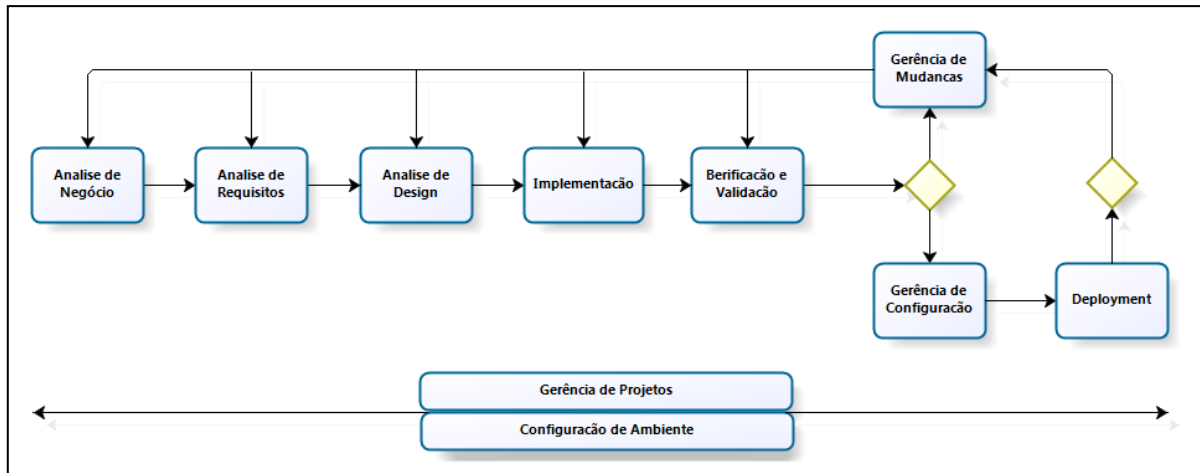 Gerência de
Mudancas
Analise de
Negócio
Analise de
Requisitos
Analise de
Design
Implementacão
Berificacão e
Validacão
Gerência de
Configuracão
Deployment
Gerência de Projetos
Configuracão de Ambiente